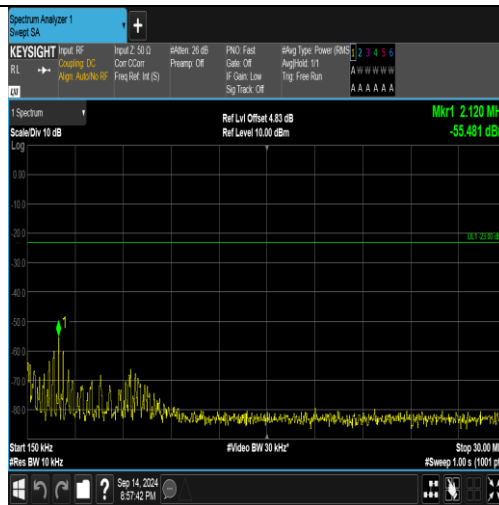 Spectrum Analyzer 1
Swept SA
+
KEYSIGHT
RL
Input: RF
Coupling: DC
Align: Auto/No RF
Input Z: 50 Ω
Corr CCorr
Freq Ref: Int (S)
#Atten: 26 dB
Preamp: Off
PNO: Fast
Gate: Off
IF Gain: Low
Sig Track: Off
#Avg Type: Power (RMS
Avg|Hold: 1/1
Trig: Free Run
1 2 3 4 5 6
A W W W W W
A A A A A A
1 Spectrum
Scale/Div 10 dB
Log
Ref Lvl Offset 4.83 dB
Ref Level 10.00 dBm
Mkr1 2.120 MH
-55.481 dB
0.00
-10.0
-20.0
-30.0
-40.0
-50.0
-60.0
-70.0
-80.0
DL1 -23.00 d
1
Start 150 kHz
#Res BW 10 kHz
#Video BW 30 kHz*
Stop 30.00 M
#Sweep 1.00 s (1001 pt
?
Sep 14, 2024
8:57:42 PM